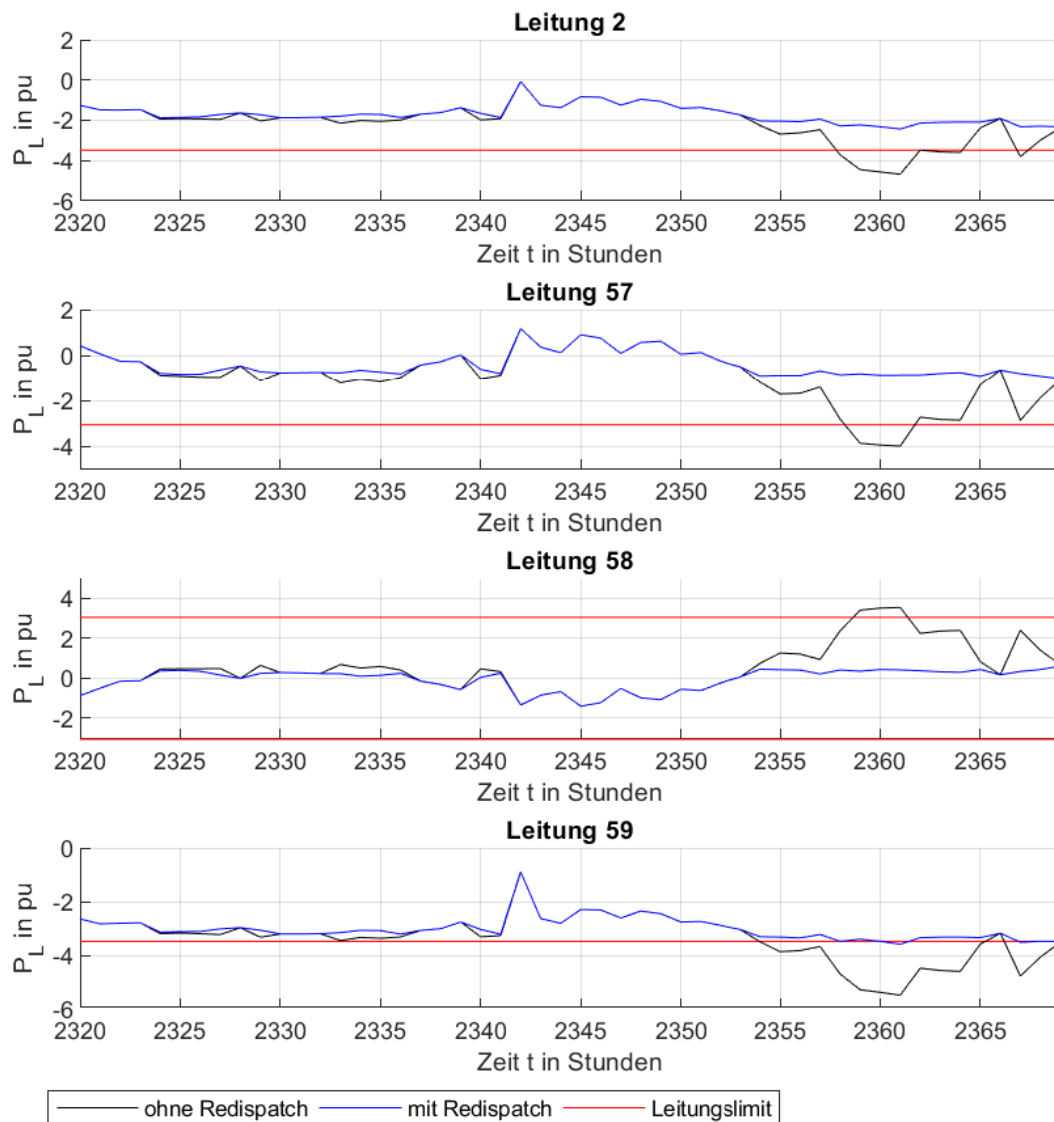 Leitung 2
2
0
-2
-4
-6
P_L in pu
2320 2325 2330 2335 2340 2345 2350 2355 2360 2365
Zeit t in Stunden
Leitung 57
2
0
-2
-4
P_L in pu
2320 2325 2330 2335 2340 2345 2350 2355 2360 2365
Zeit t in Stunden
Leitung 58
4
2
0
-2
P_L in pu
2320 2325 2330 2335 2340 2345 2350 2355 2360 2365
Zeit t in Stunden
Leitung 59
0
-2
-4
-6
P_L in pu
2320 2325 2330 2335 2340 2345 2350 2355 2360 2365
Zeit t in Stunden
ohne Redispatch mit Redispatch Leitungslimit